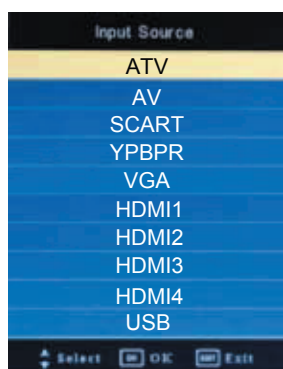 Input Source
ATV
AV
SCART
YPBPR
VGA
HDMI1
HDMI2
HDMI3
HDMI4
USB
Select OK Exit